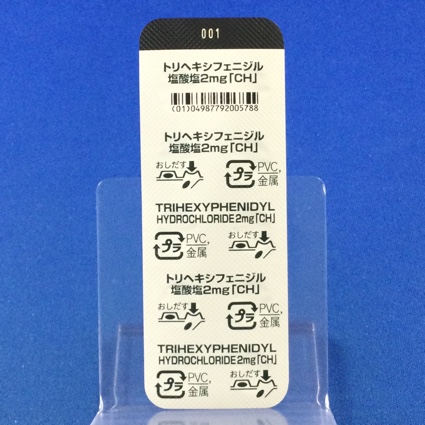 001
トリヘキシフェニジル
塩酸塩2mg「CH」
(01)04987792005788
トリヘキシフェニジル
塩酸塩2mg「CH」
おしだす
プラ
PVC,
金属
TRIHEXYPHENIDYL
HYDROCHLORIDE2mg「CH」
プラ
PVC,
金属
おしだす
トリヘキシフェニジル
塩酸塩2mg「CH」
おしだす
プラ
PVC,
金属
TRIHEXYPHENIDYL
HYDROCHLORIDE2mg「CH」
プラ
PVC,
金属
おしだす